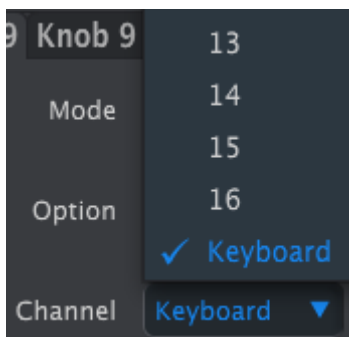 9 Knob 9
13
Mode
14
15
Option
16
✓ Keyboard
Channel Keyboard ▼